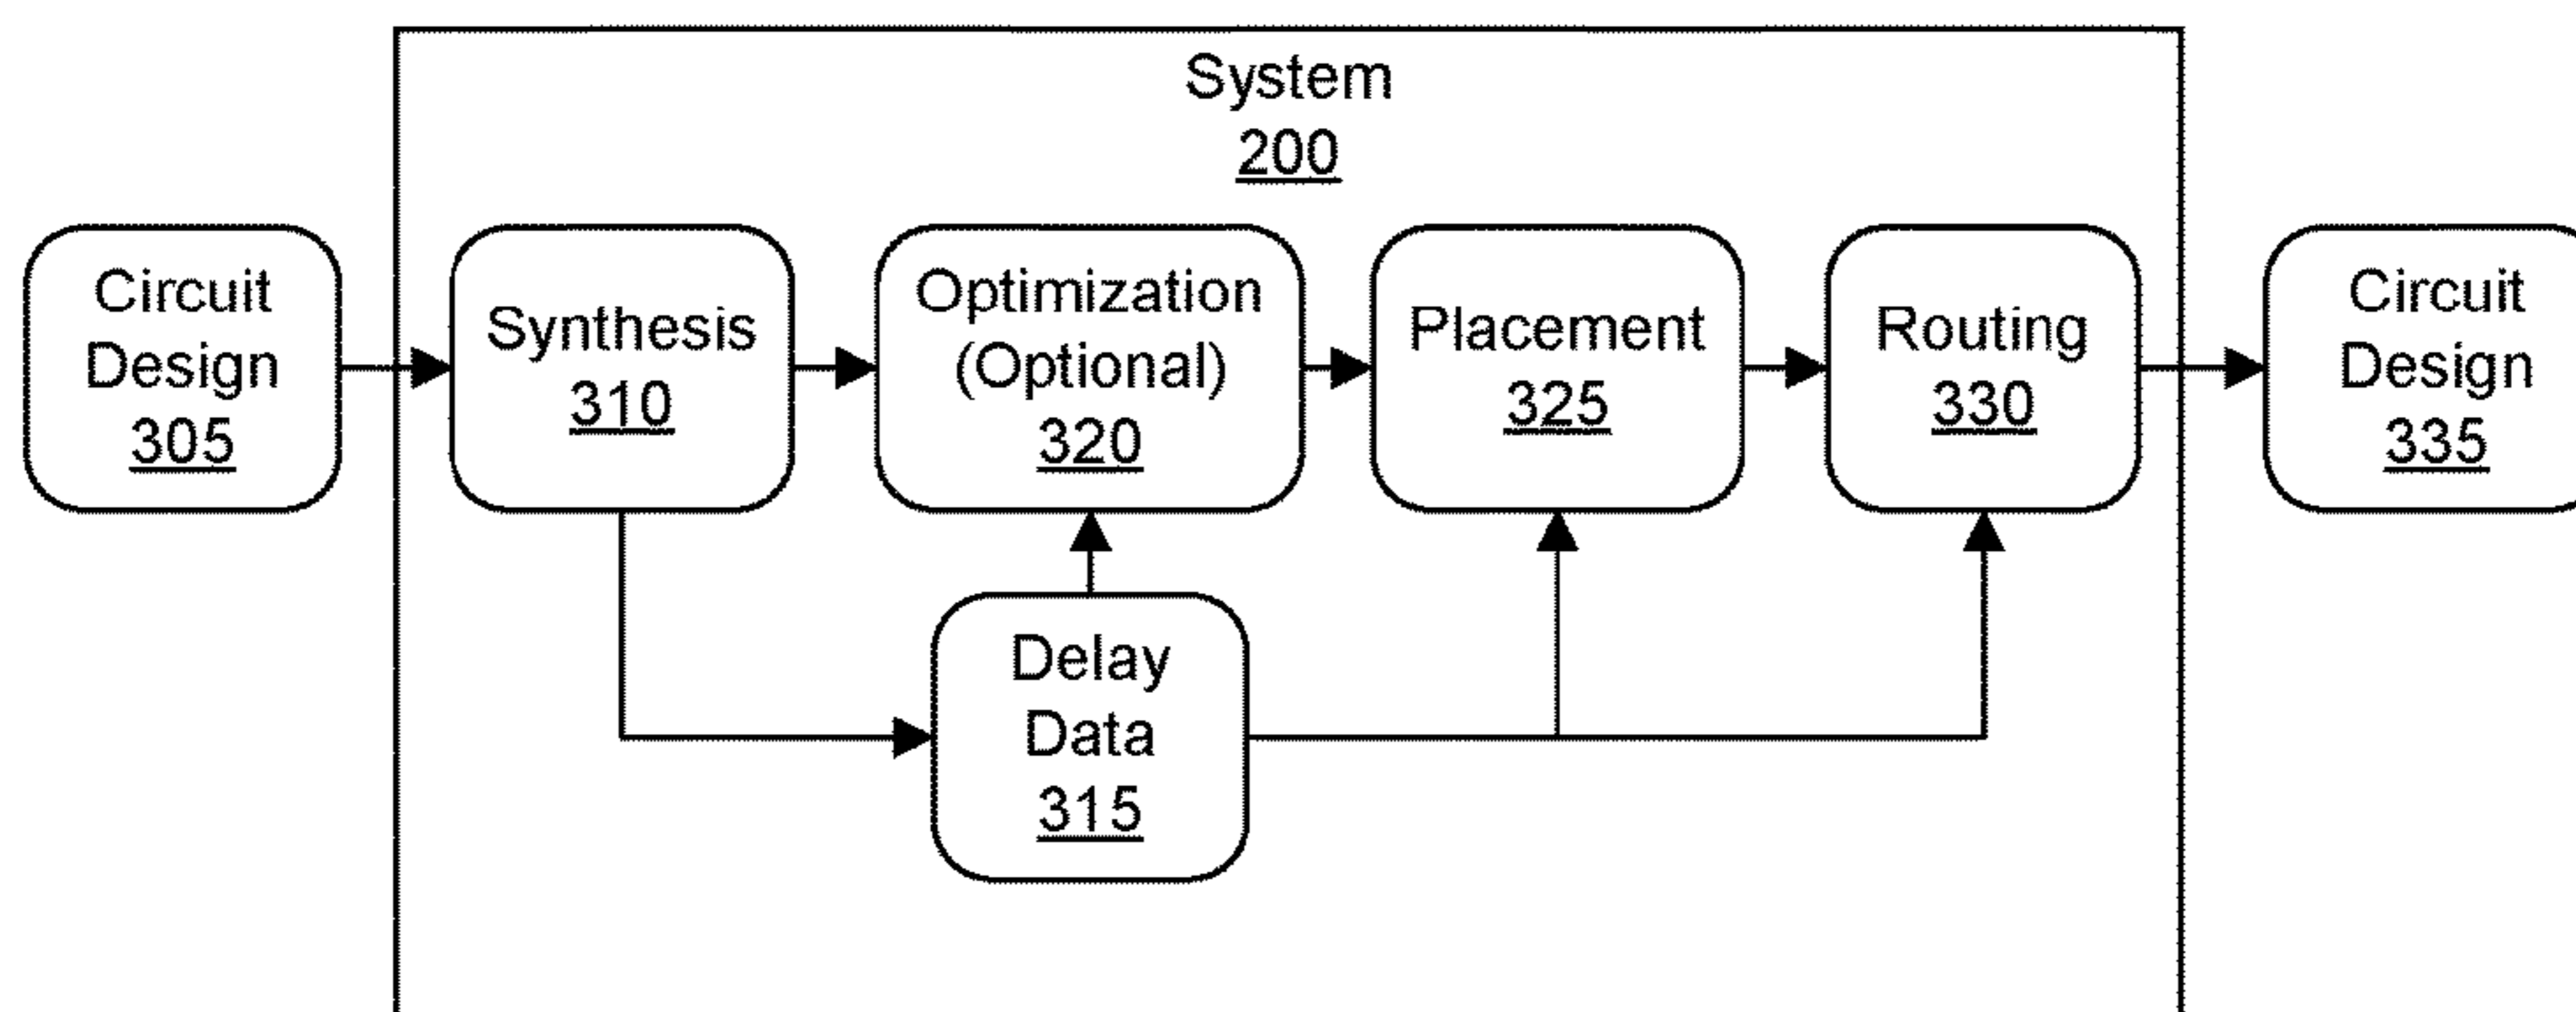 System
200
Circuit
Design
305
Synthesis
310
Optimization
(Optional)
320
Placement
325
Routing
330
Circuit
Design
335
Delay
Data
315